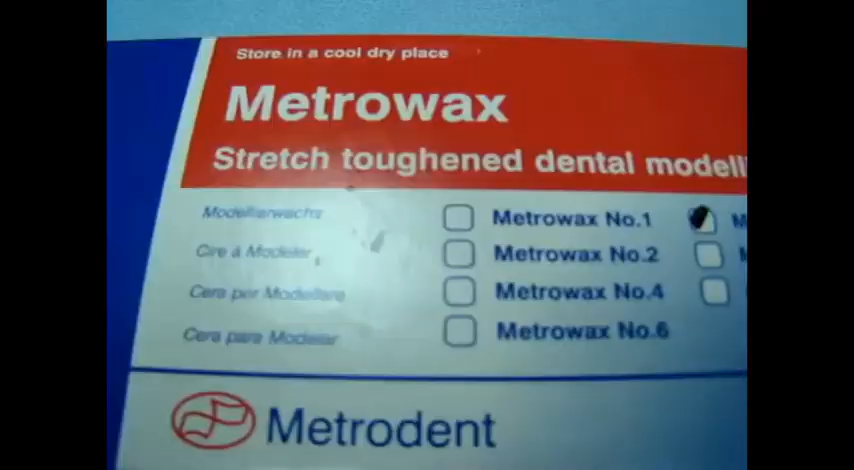 Store in a cool dry place
Metrowax
Stretch toughened dental modelli
Modellierwachs
Metrowax No.1
M
Cire à Modeler
Metrowax No.2
Cera per Modellare
Metrowax No.4
Cera para Modelar
Metrowax No.6
Metrodent